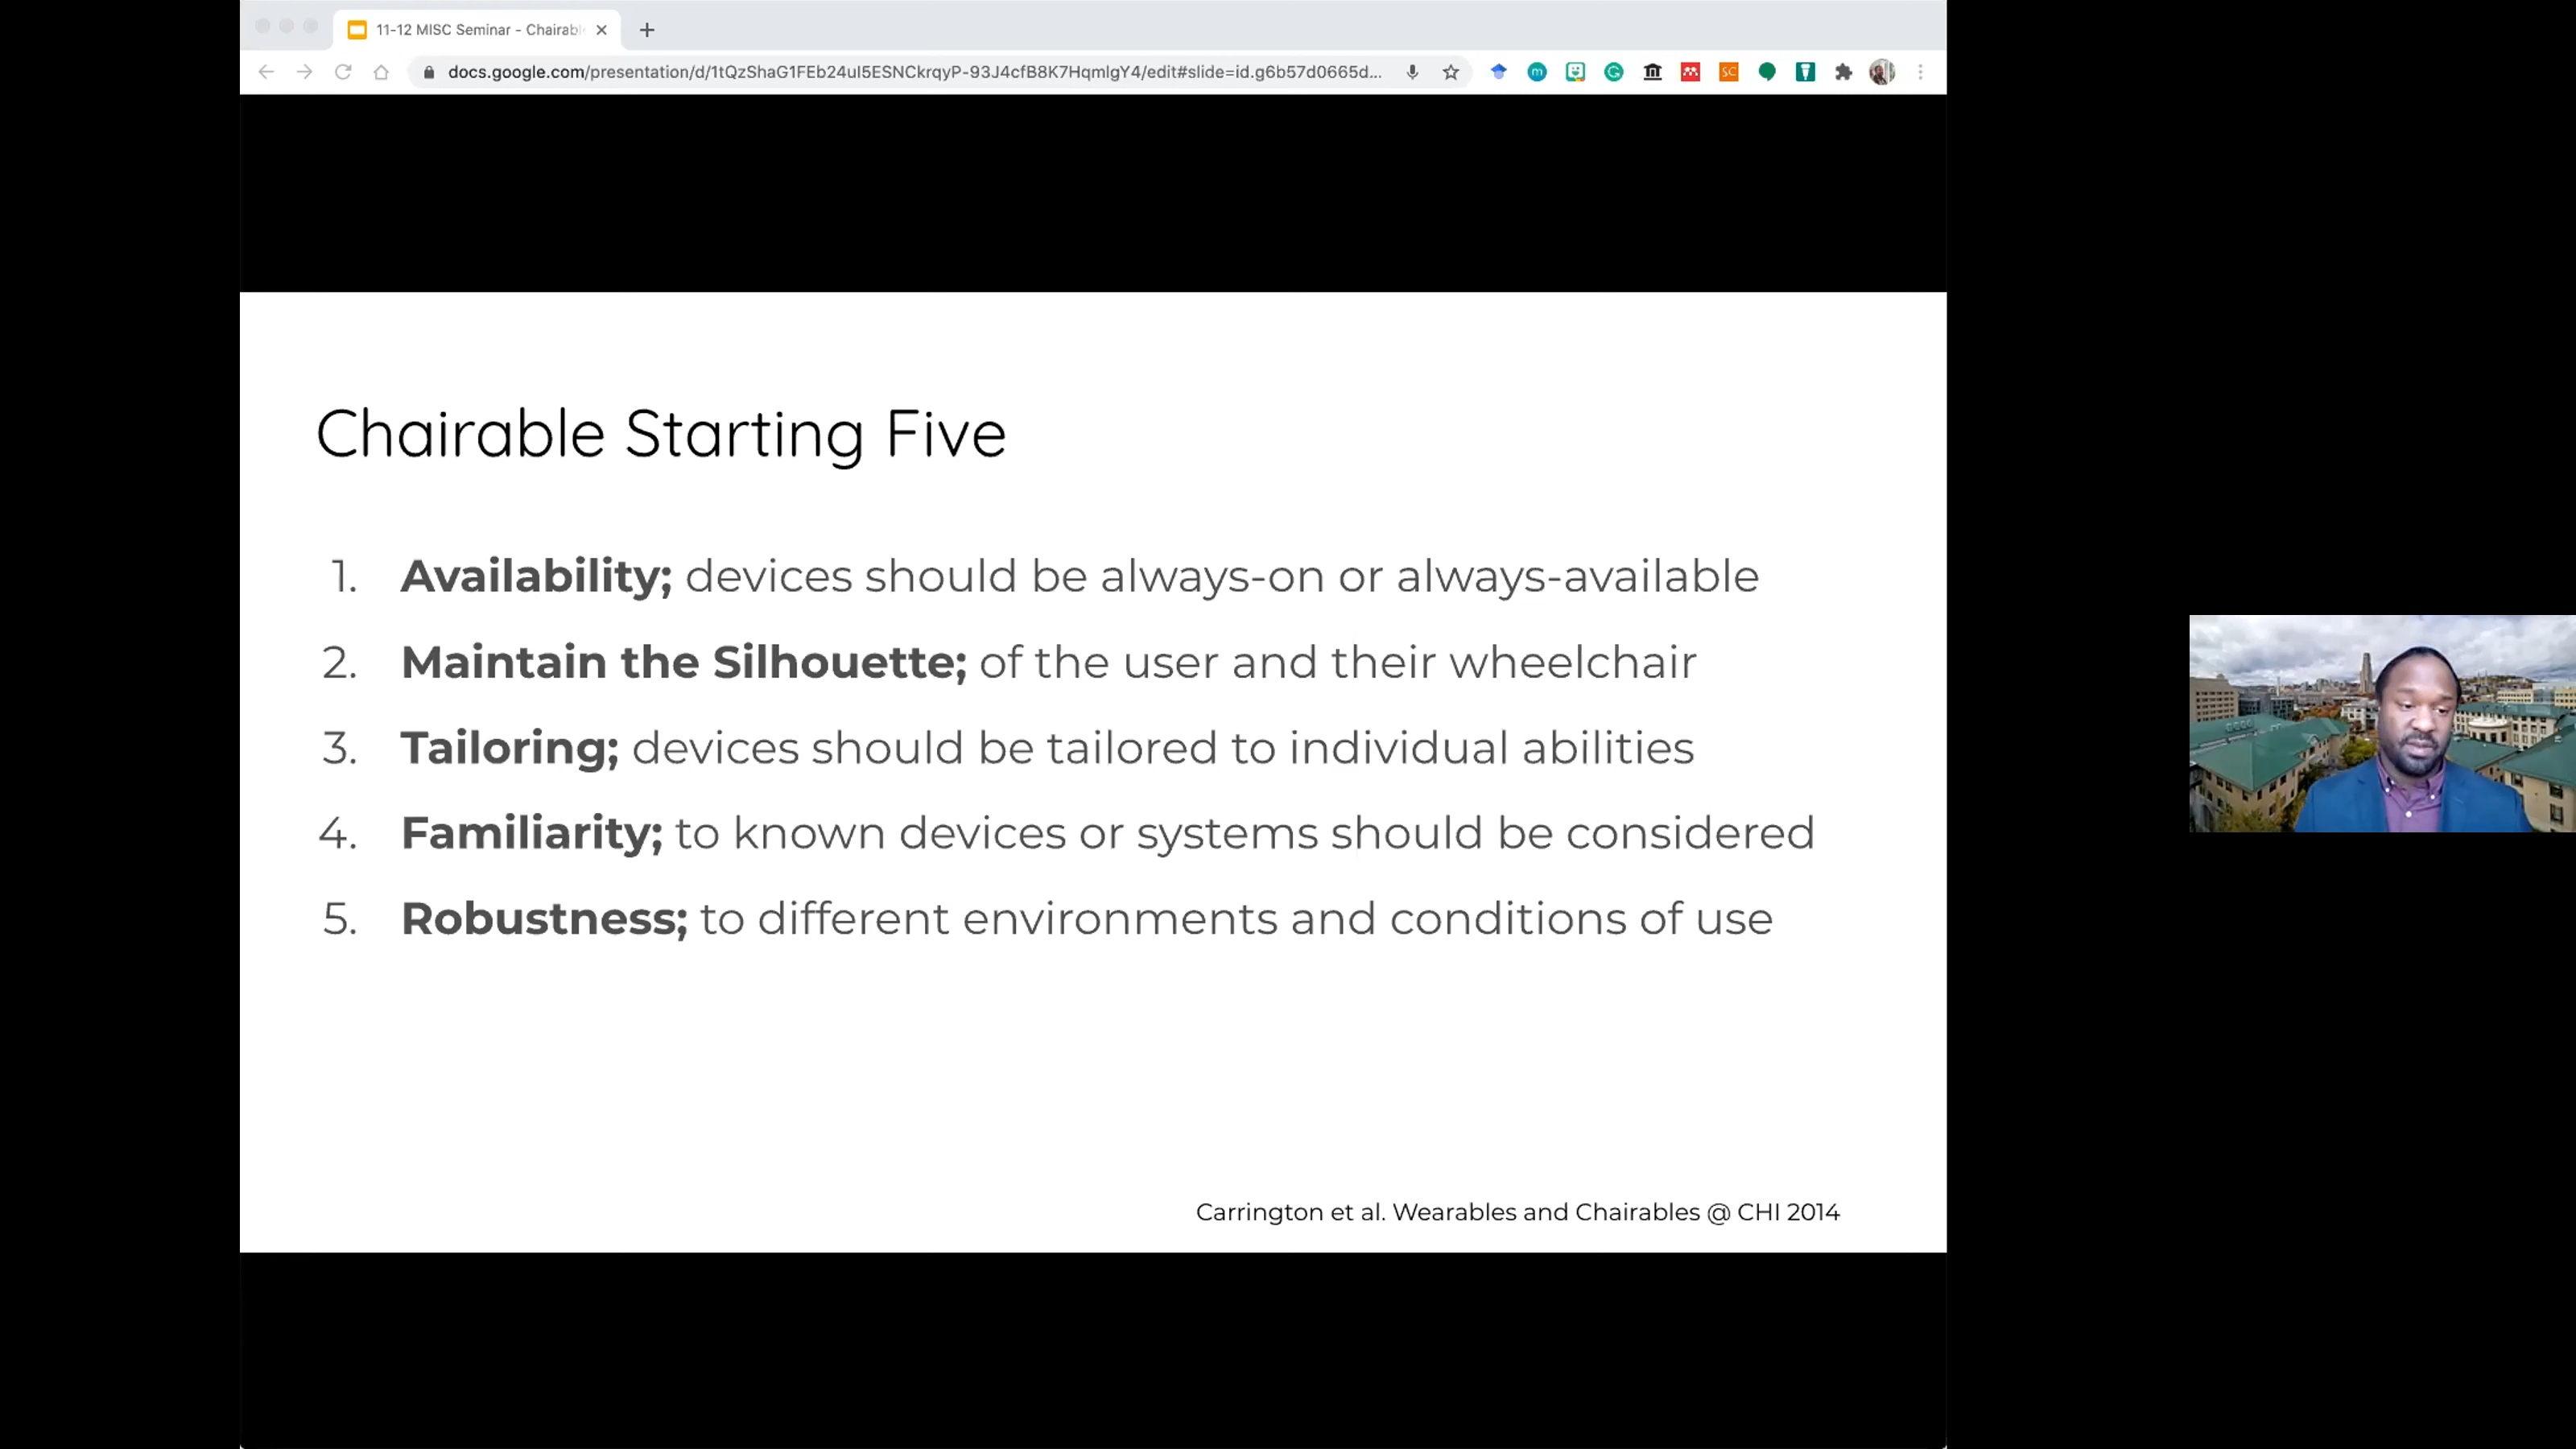 11-12 MISC Seminar - Chairabl
docs.google.com/presentation/d/1tQzShaG1FEb24uI5ESNCkrqyP-93J4cfB8K7HqmlgY4/edit#slide=id.g6b57d0665d...
Chairable Starting Five
1. Availability; devices should be always-on or always-available
2. Maintain the Silhouette; of the user and their wheelchair
3. Tailoring; devices should be tailored to individual abilities
4. Familiarity; to known devices or systems should be considered
5. Robustness; to different environments and conditions of use
Carrington et al. Wearables and Chairables @ CHI 2014